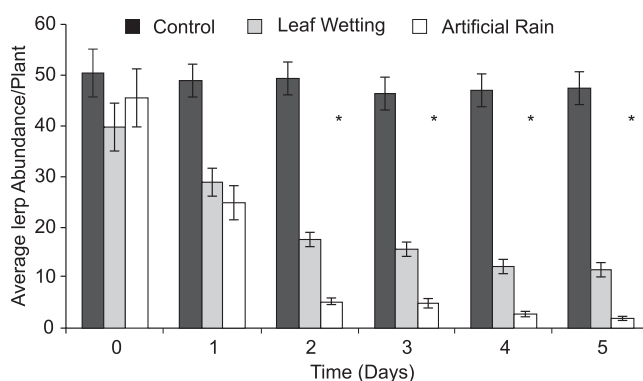 60
Control Leaf Wetting Artificial Rain
50
40
30
20
10
0
Average lerp Abundance/Plant
* * * *
0 1 2 3 4 5
Time (Days)